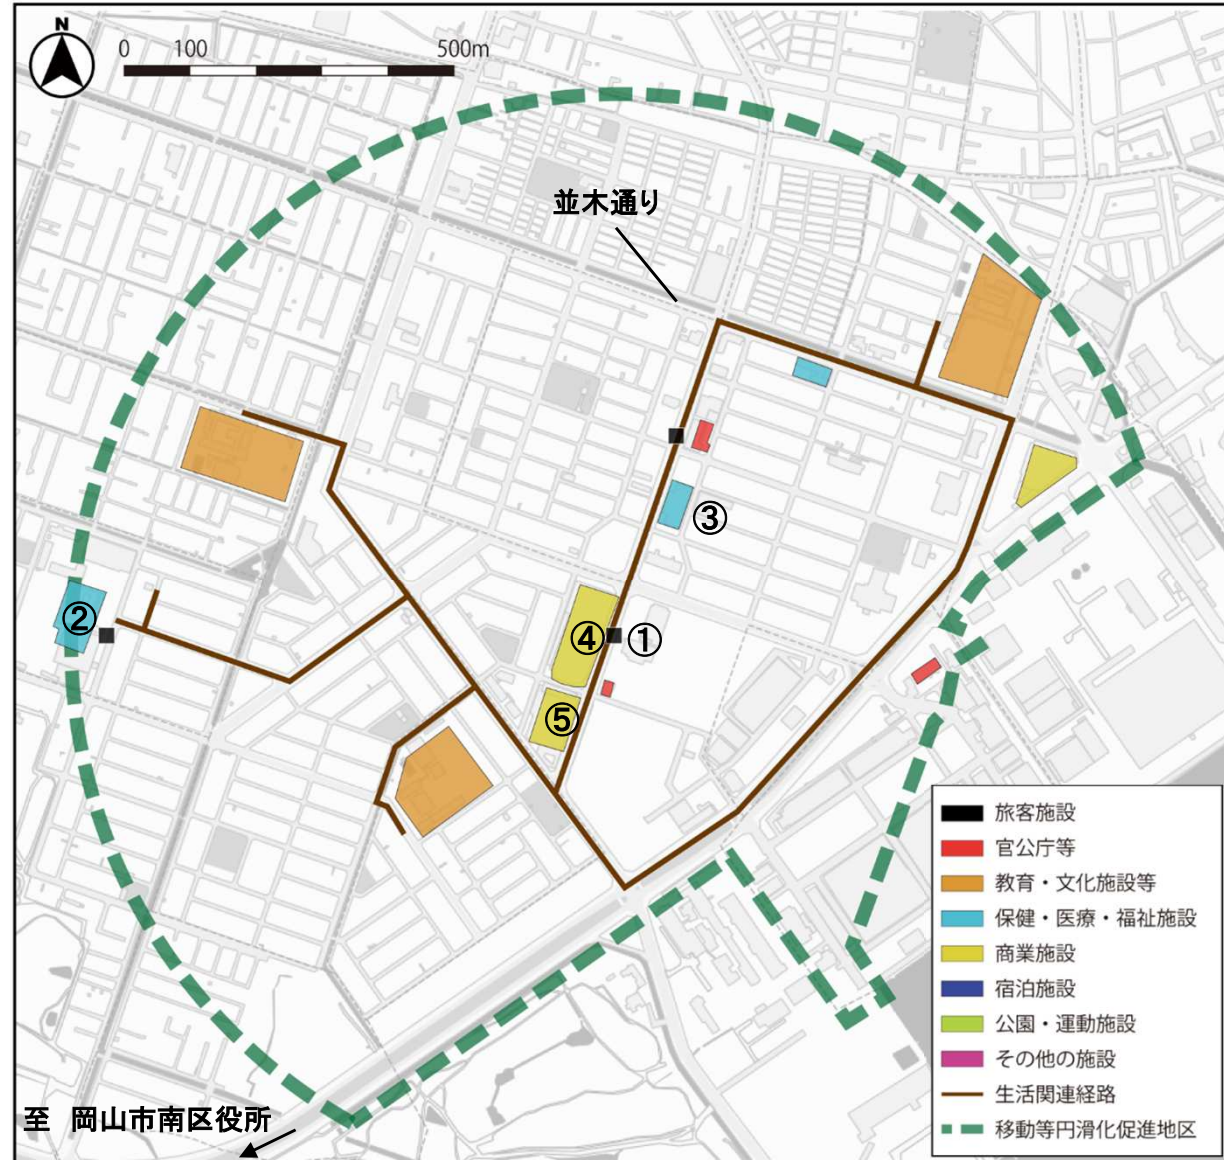 N
0 100 500m
並木通り
③
②
④ ①
⑤
旅客施設
官公庁等
教育・文化施設等
保健・医療・福祉施設
商業施設
宿泊施設
公園・運動施設
その他の施設
生活関連経路
移動等円滑化促進地区
至 岡山市南区役所